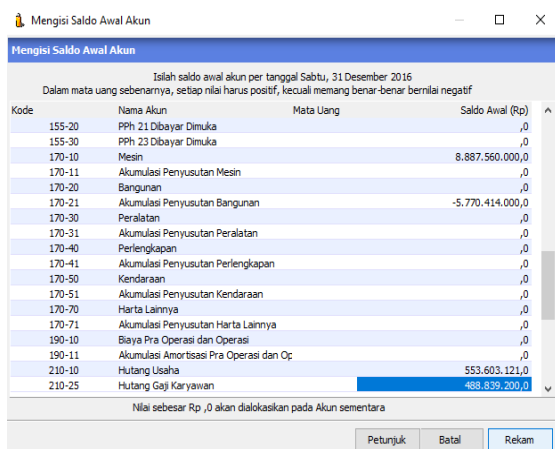 Mengisi Saldo Awal Akun
Mengisi Saldo Awal Akun
Isilah saldo awal akun per tanggal Sabtu, 31 Desember 2016
Dalam mata uang sebenarnya, setiap nilai harus positif, kecuali memang benar-benar bernilai negatif
Kode Nama Akun Mata Uang Saldo Awal (Rp)
155-20 PPh 21 Dibayar Dimuka ,0
155-30 PPh 23 Dibayar Dimuka ,0
170-10 Mesin 8.887.560.000,0
170-11 Akumulasi Penyusutan Mesin ,0
170-20 Bangunan ,0
170-21 Akumulasi Penyusutan Bangunan -5.770.414.000,0
170-30 Peralatan ,0
170-31 Akumulasi Penyusutan Peralatan ,0
170-40 Perlengkapan ,0
170-41 Akumulasi Penyusutan Perlengkapan ,0
170-50 Kendaraan ,0
170-51 Akumulasi Penyusutan Kendaraan ,0
170-70 Harta Lainnya ,0
170-71 Akumulasi Penyusutan Harta Lainnya ,0
190-10 Biaya Pra Operasi dan Operasi ,0
190-11 Akumulasi Amortisasi Pra Operasi dan Op ,0
210-10 Hutang Usaha 553.603.121,0
210-25 Hutang Gaji Karyawan 488.839.200,0
Nilai sebesar Rp ,0 akan dialokasikan pada Akun sementara
Petunjuk Batal Rekam